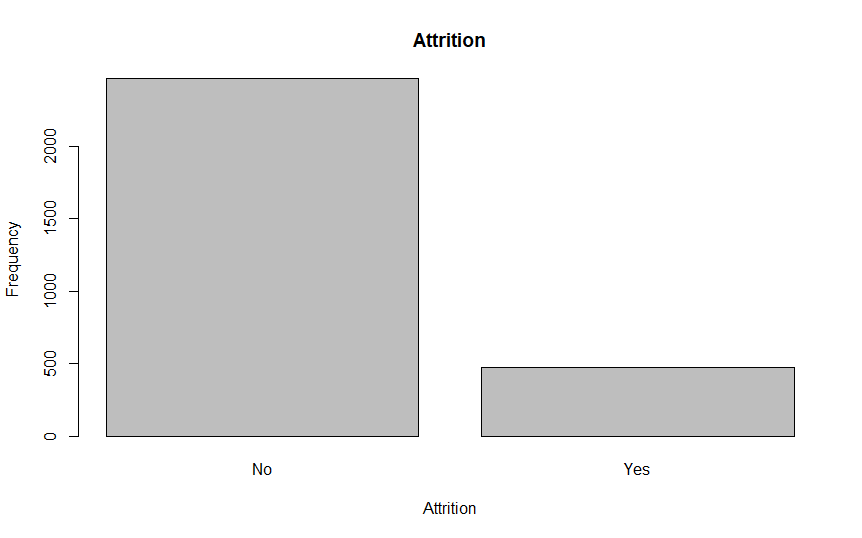 Attrition
Frequency
2000
1500
1000
500
0
No
Yes
Attrition